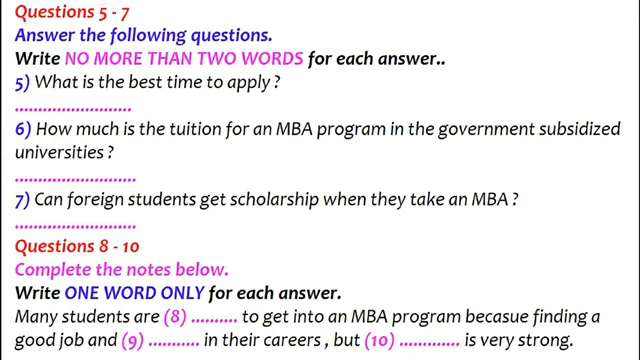 Questions 5 - 7
Answer the following questions.
Write NO MORE THAN TWO WORDS for each answer..
5) What is the best time to apply ?
.........................
6) How much is the tuition for an MBA program in the government subsidized
universities ?
..........................
7) Can foreign students get scholarship when they take an MBA ?
..........................
Questions 8 - 10
Complete the notes below.
Write ONE WORD ONLY for each answer.
Many students are (8) .......... to get into an MBA program becasue finding a
good job and (9) ........... in their careers , but (10) ............. is very strong.